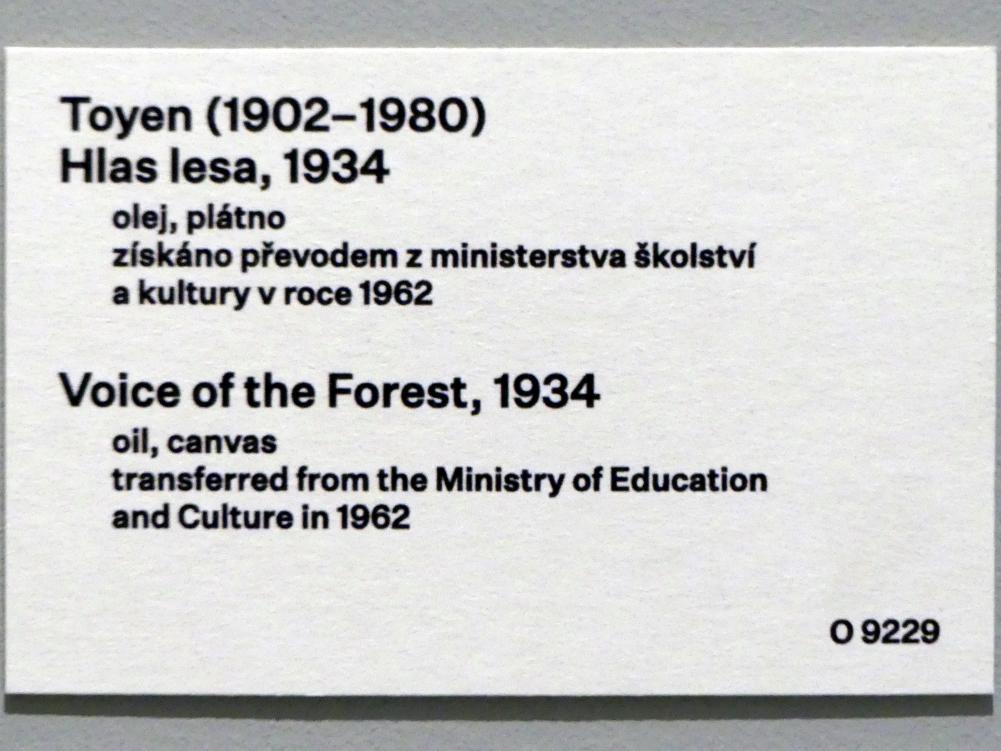 Toyen (1902–1980)
Hlas lesa, 1934
olej, plátno
získáno převodem z ministerstva školství
a kultury v roce 1962
Voice of the Forest, 1934
oil, canvas
transferred from the Ministry of Education
and Culture in 1962
O 9229